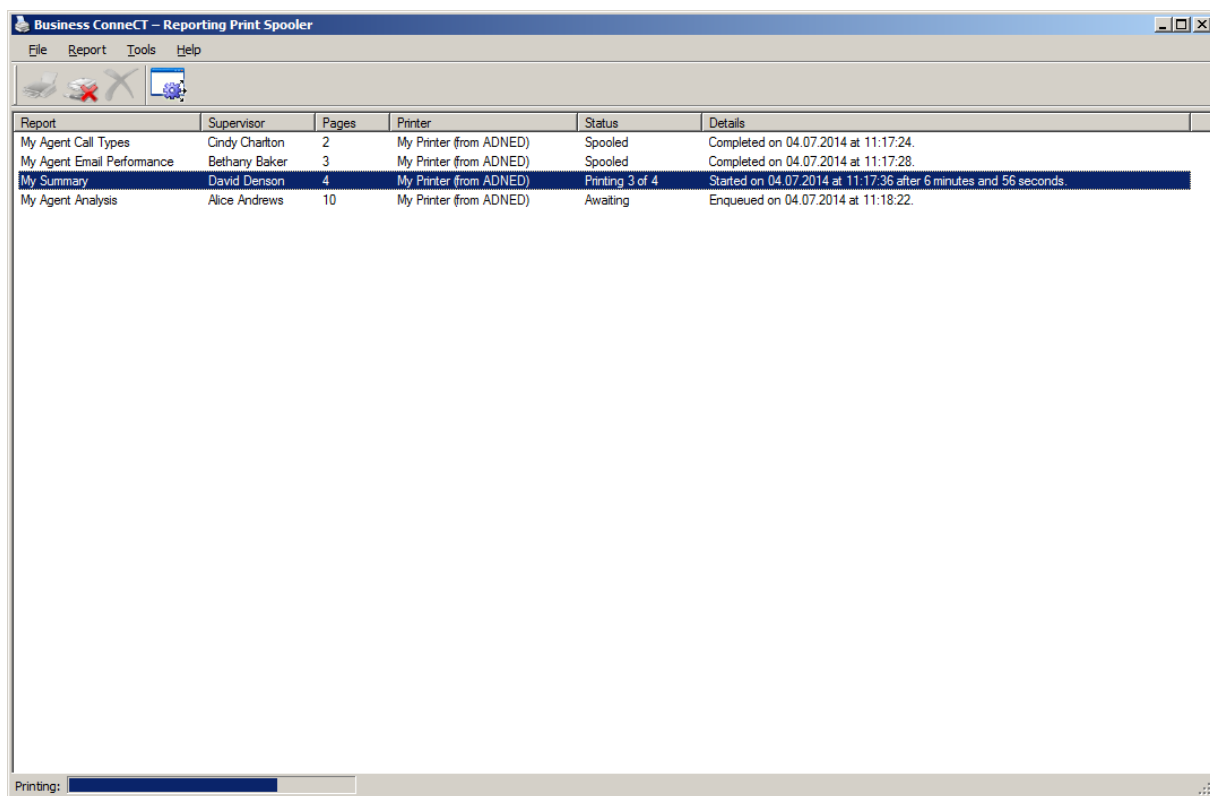 Business ConneCT – Reporting Print Spooler
File Report Tools Help
Report Supervisor Pages Printer Status Details
My Agent Call Types Cindy Charlton 2 My Printer (from ADNED) Spooled Completed on 04.07.2014 at 11:17:24.
My Agent Email Performance Bethany Baker 3 My Printer (from ADNED) Spooled Completed on 04.07.2014 at 11:17:28.
My Summary David Denson 4 My Printer (from ADNED) Printing 3 of 4 Started on 04.07.2014 at 11:17:36 after 6 minutes and 56 seconds.
My Agent Analysis Alice Andrews 10 My Printer (from ADNED) Awaiting Enqueued on 04.07.2014 at 11:18:22.
Printing: